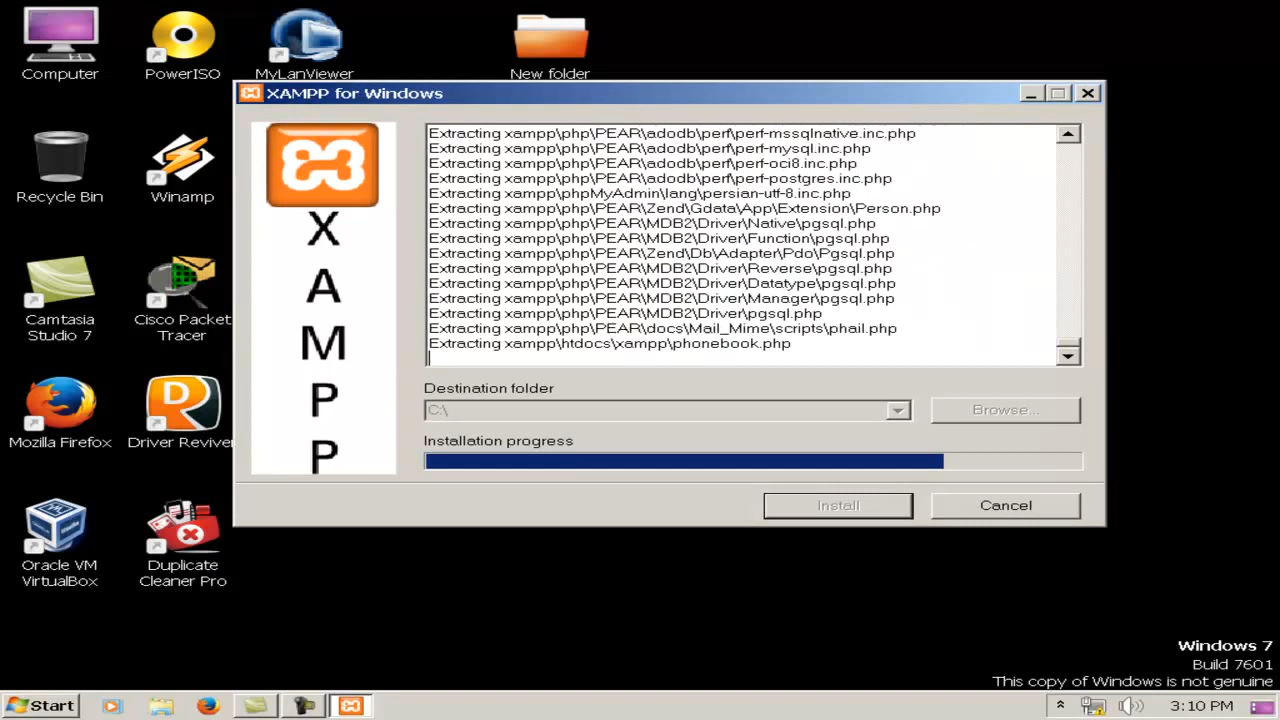 Computer
PowerISO
MyLanViewer
New folder
XAMPP for Windows
Recycle Bin
Winamp
Camtasia
Studio 7
Cisco Packet
Tracer
Mozilla Firefox
Driver Reviver
Oracle VM
VirtualBox
Duplicate
Cleaner Pro
X
A
M
P
P
Extracting xampp\php\PEAR\adodb\perf\perf-mssqlnative.inc.php
Extracting xampp\php\PEAR\adodb\perf\perf-mysql.inc.php
Extracting xampp\php\PEAR\adodb\perf\perf-oci8.inc.php
Extracting xampp\php\PEAR\adodb\perf\perf-postgres.inc.php
Extracting xampp\phpMyAdmin\lang\persian-utf-8.inc.php
Extracting xampp\php\PEAR\Zend\Gdata\App\Extension\Person.php
Extracting xampp\php\PEAR\MDB2\Driver\Native\pgsql.php
Extracting xampp\php\PEAR\MDB2\Driver\Function\pgsql.php
Extracting xampp\php\PEAR\Zend\Db\Adapter\Pdo\Pgsql.php
Extracting xampp\php\PEAR\MDB2\Driver\Reverse\pgsql.php
Extracting xampp\php\PEAR\MDB2\Driver\Datatype\pgsql.php
Extracting xampp\php\PEAR\MDB2\Driver\Manager\pgsql.php
Extracting xampp\php\PEAR\MDB2\Driver\pgsql.php
Extracting xampp\php\PEAR\docs\Mail_Mime\scripts\phail.php
Extracting xampp\htdocs\xampp\phonebook.php
Destination folder
C:\
Browse...
Installation progress
Install
Cancel
Windows 7
Build 7601
This copy of Windows is not genuine
Start
3:10 PM